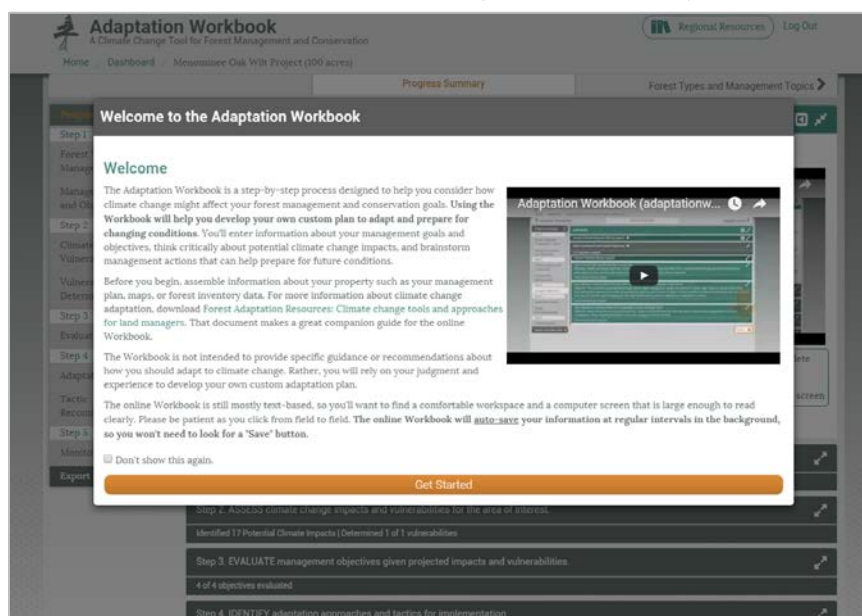 Adaptation Workbook
A Climate Change Tool for Forest Management and Conservation
Regional Resources
Log Out
Home
Dashboard
Menominee Oak Wilt Project (100 acres)
Progress Summary
Forest Types and Management Topics
Welcome to the Adaptation Workbook
Welcome
The Adaptation Workbook is a step-by-step process designed to help you consider how
climate change might affect your forest management and conservation goals. Using the
Workbook will help you develop your own custom plan to adapt and prepare for
changing conditions. You'll enter information about your management goals and
objectives, think critically about potential climate change impacts, and brainstorm
management actions that can help prepare for future conditions.
Before you begin, assemble information about your property such as your management
plan, maps, or forest inventory data. For more information about climate change
adaptation, download Forest Adaptation Resources: Climate change tools and approaches
for land managers. That document makes a great companion guide for the online
Workbook.
The Workbook is not intended to provide specific guidance or recommendations about
how you should adapt to climate change. Rather, you will rely on your judgment and
experience to develop your own custom adaptation plan.
The online Workbook is still mostly text-based, so you'll want to find a comfortable workspace and a computer screen that is large enough to read
clearly. Please be patient as you click from field to field. The online Workbook will auto-save your information at regular intervals in the background,
so you won't need to look for a "Save" button.
Don't show this again.
Get Started
Adaptation Workbook (adaptationw...
Step 1
Forest
Manag
Manag
and Ob
Step 2
Climate
Vulner
Vulner
Determ
Step 3
Evaluat
Step 4
Adaptat
Tactic
Recom
Step 5
Monito
Export
screen
Step 2. ASSESS climate change impacts and vulnerabilities for the area of interest.
Identified 17 Potential Climate Impacts | Determined 1 of 1 vulnerabilities
Step 3. EVALUATE management objectives given projected impacts and vulnerabilities.
4 of 4 objectives evaluated
Step 4. IDENTIFY adaptation approaches and tactics for implementation.